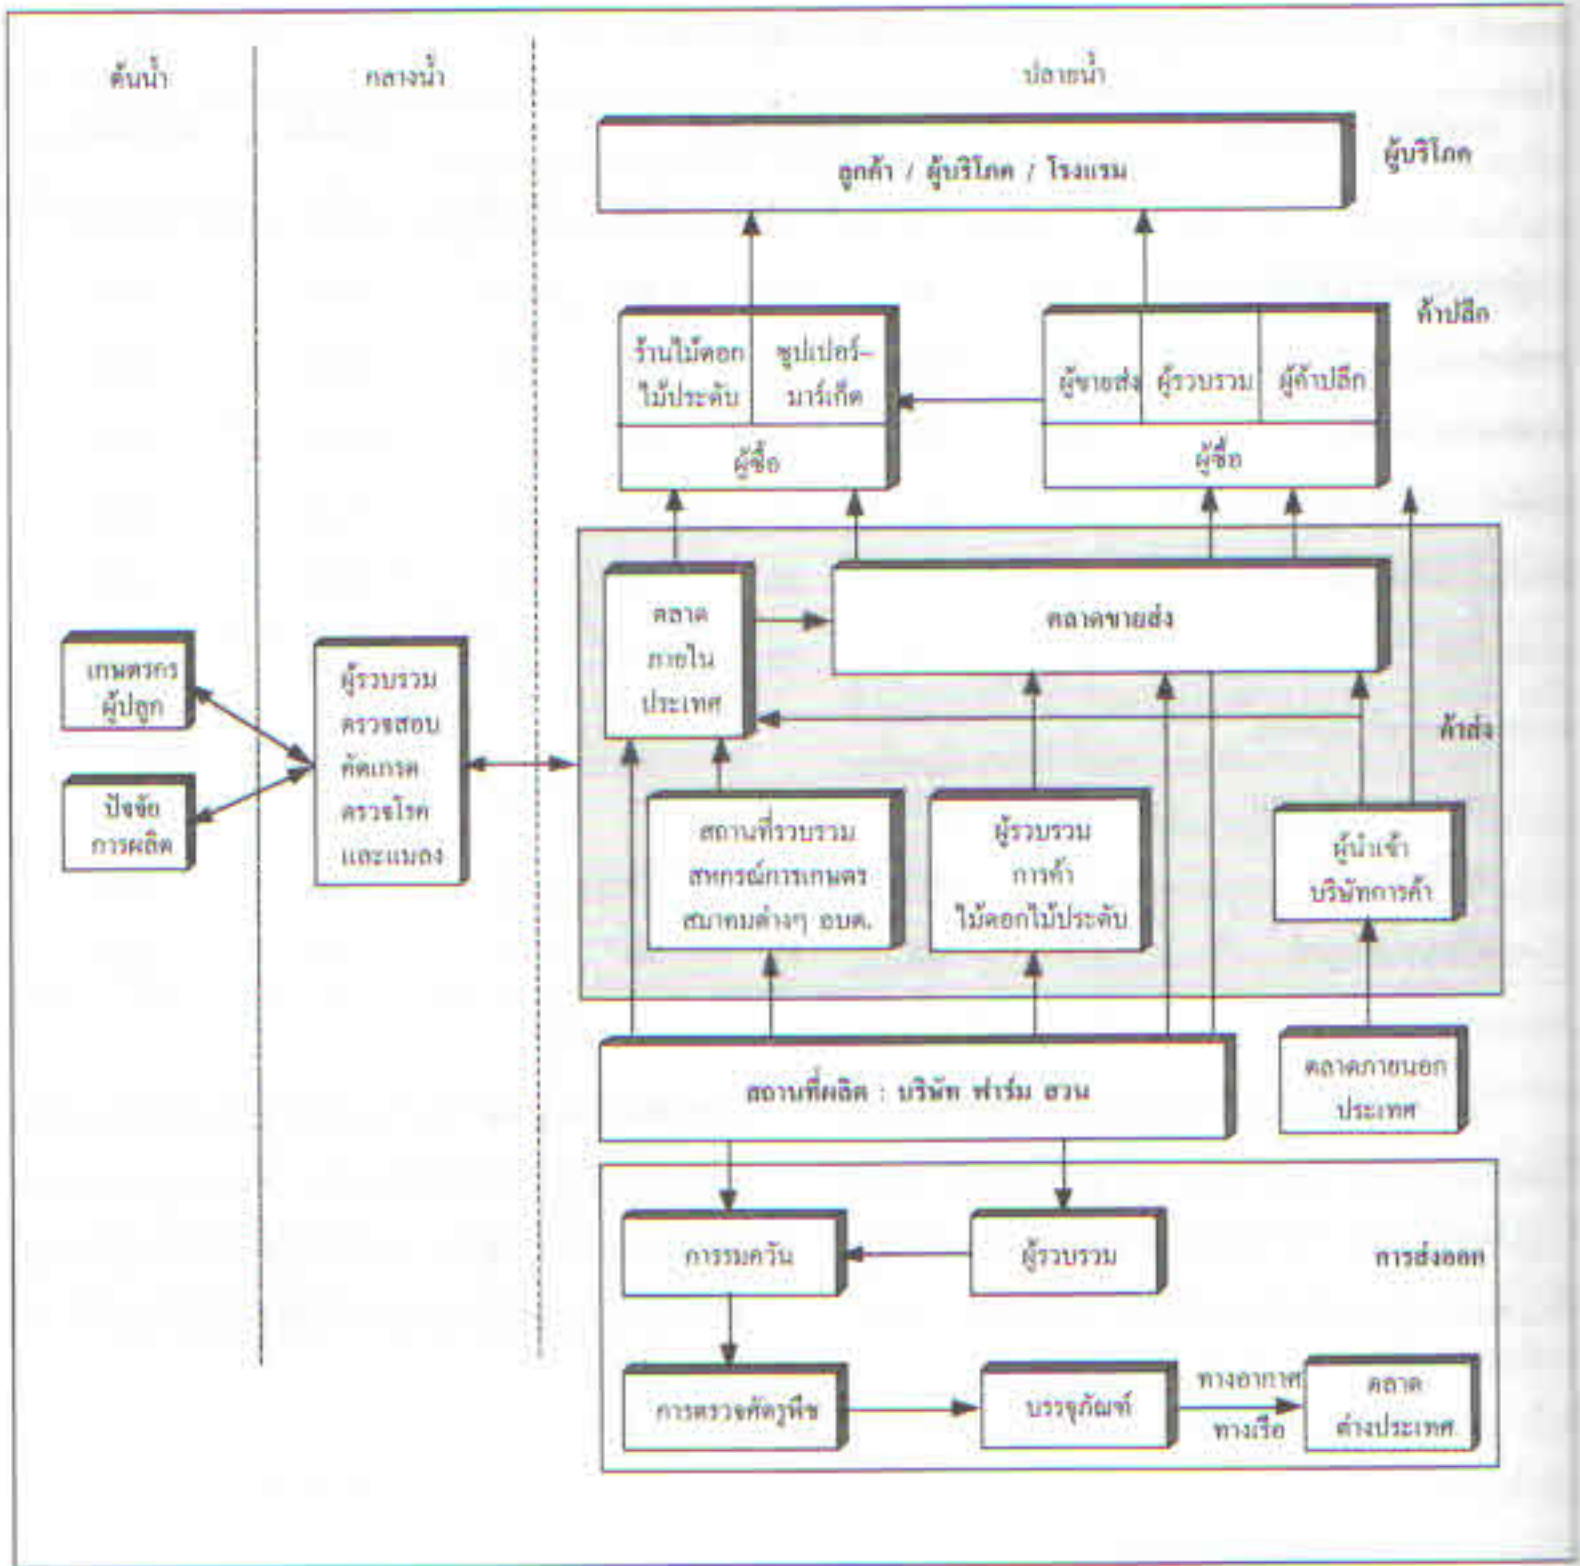 ต้นน้ำ
กลางน้ำ
ปลายน้ำ
ลูกค้า / ผู้บริโภค / โรงแรม
ผู้บริโภค
ค้าปลีก
ร้านไม้ดอก
ไม้ประดับ
ซูปเปอร์–
มาร์เก็ต
ผู้ซื้อ
ผู้ขายส่ง
ผู้รวบรวม
ผู้ค้าปลีก
ผู้ซื้อ
ตลาด
ภายใน
ประเทศ
ตลาดขายส่ง
ค้าส่ง
เกษตรกร
ผู้ปลูก
ปัจจัย
การผลิต
ผู้รวบรวม
ตรวจสอบ
คัดเกรด
ตรวจโรค
และแมลง
สถานที่รวบรวม
สหกรณ์การเกษตร
สมาคมต่างๆ อบต.
ผู้รวบรวม
การค้า
ไม้ดอกไม้ประดับ
ผู้นำเข้า
บริษัทการค้า
สถานที่ผลิต : บริษัท ฟาร์ม สวน
ตลาดภายนอก
ประเทศ
การรมควัน
ผู้รวบรวม
การส่งออก
การตรวจศัตรูพืช
บรรจุภัณฑ์
ทางอากาศ
ทางเรือ
ตลาด
ต่างประเทศ